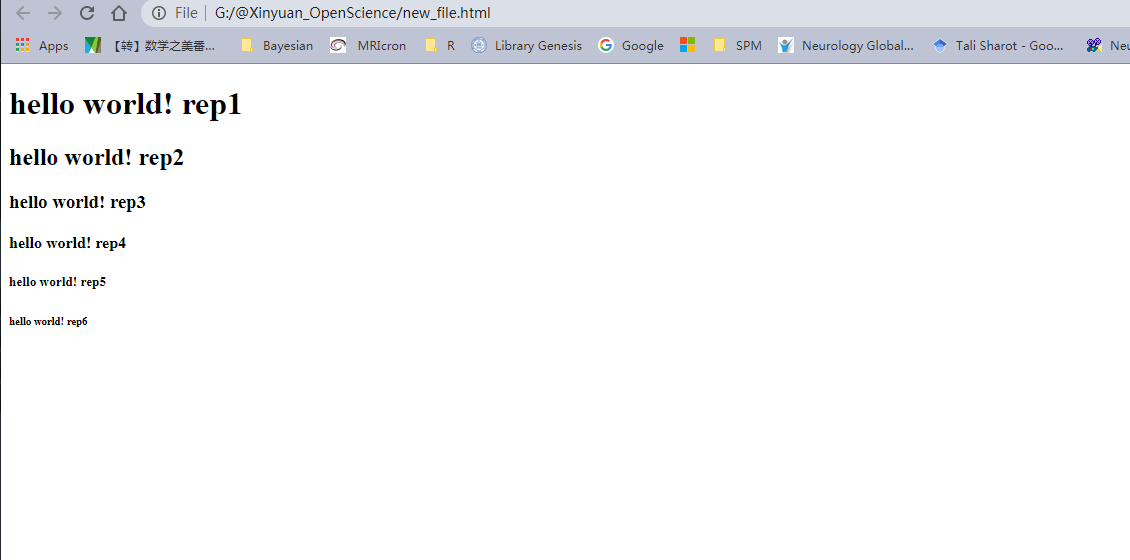 File G:/@Xinyuan_OpenScience/new_file.html
Apps 【转】数学之美番... Bayesian MRIcron R Library Genesis Google SPM Neurology Global... Tali Sharot - Goo... Neu
hello world! rep1
hello world! rep2
hello world! rep3
hello world! rep4
hello world! rep5
hello world! rep6